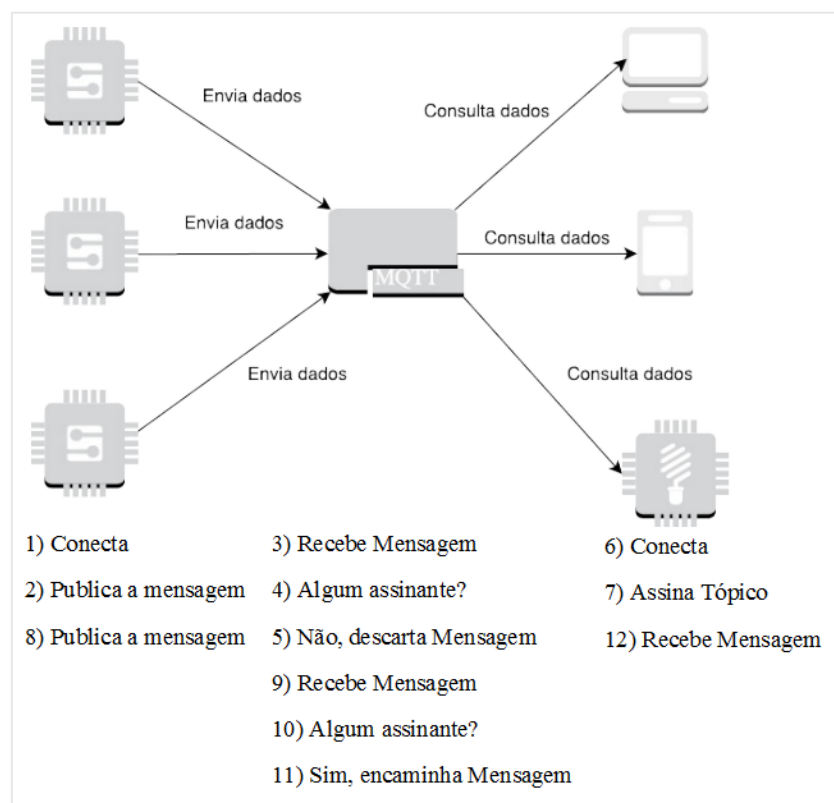 Envia dados
Consulta dados
Envia dados
Consulta dados
MQTT
Envia dados
Consulta dados
1) Conecta
2) Publica a mensagem
8) Publica a mensagem
3) Recebe Mensagem
4) Algum assinante?
5) Não, descarta Mensagem
9) Recebe Mensagem
10) Algum assinante?
11) Sim, encaminha Mensagem
6) Conecta
7) Assina Tópico
12) Recebe Mensagem